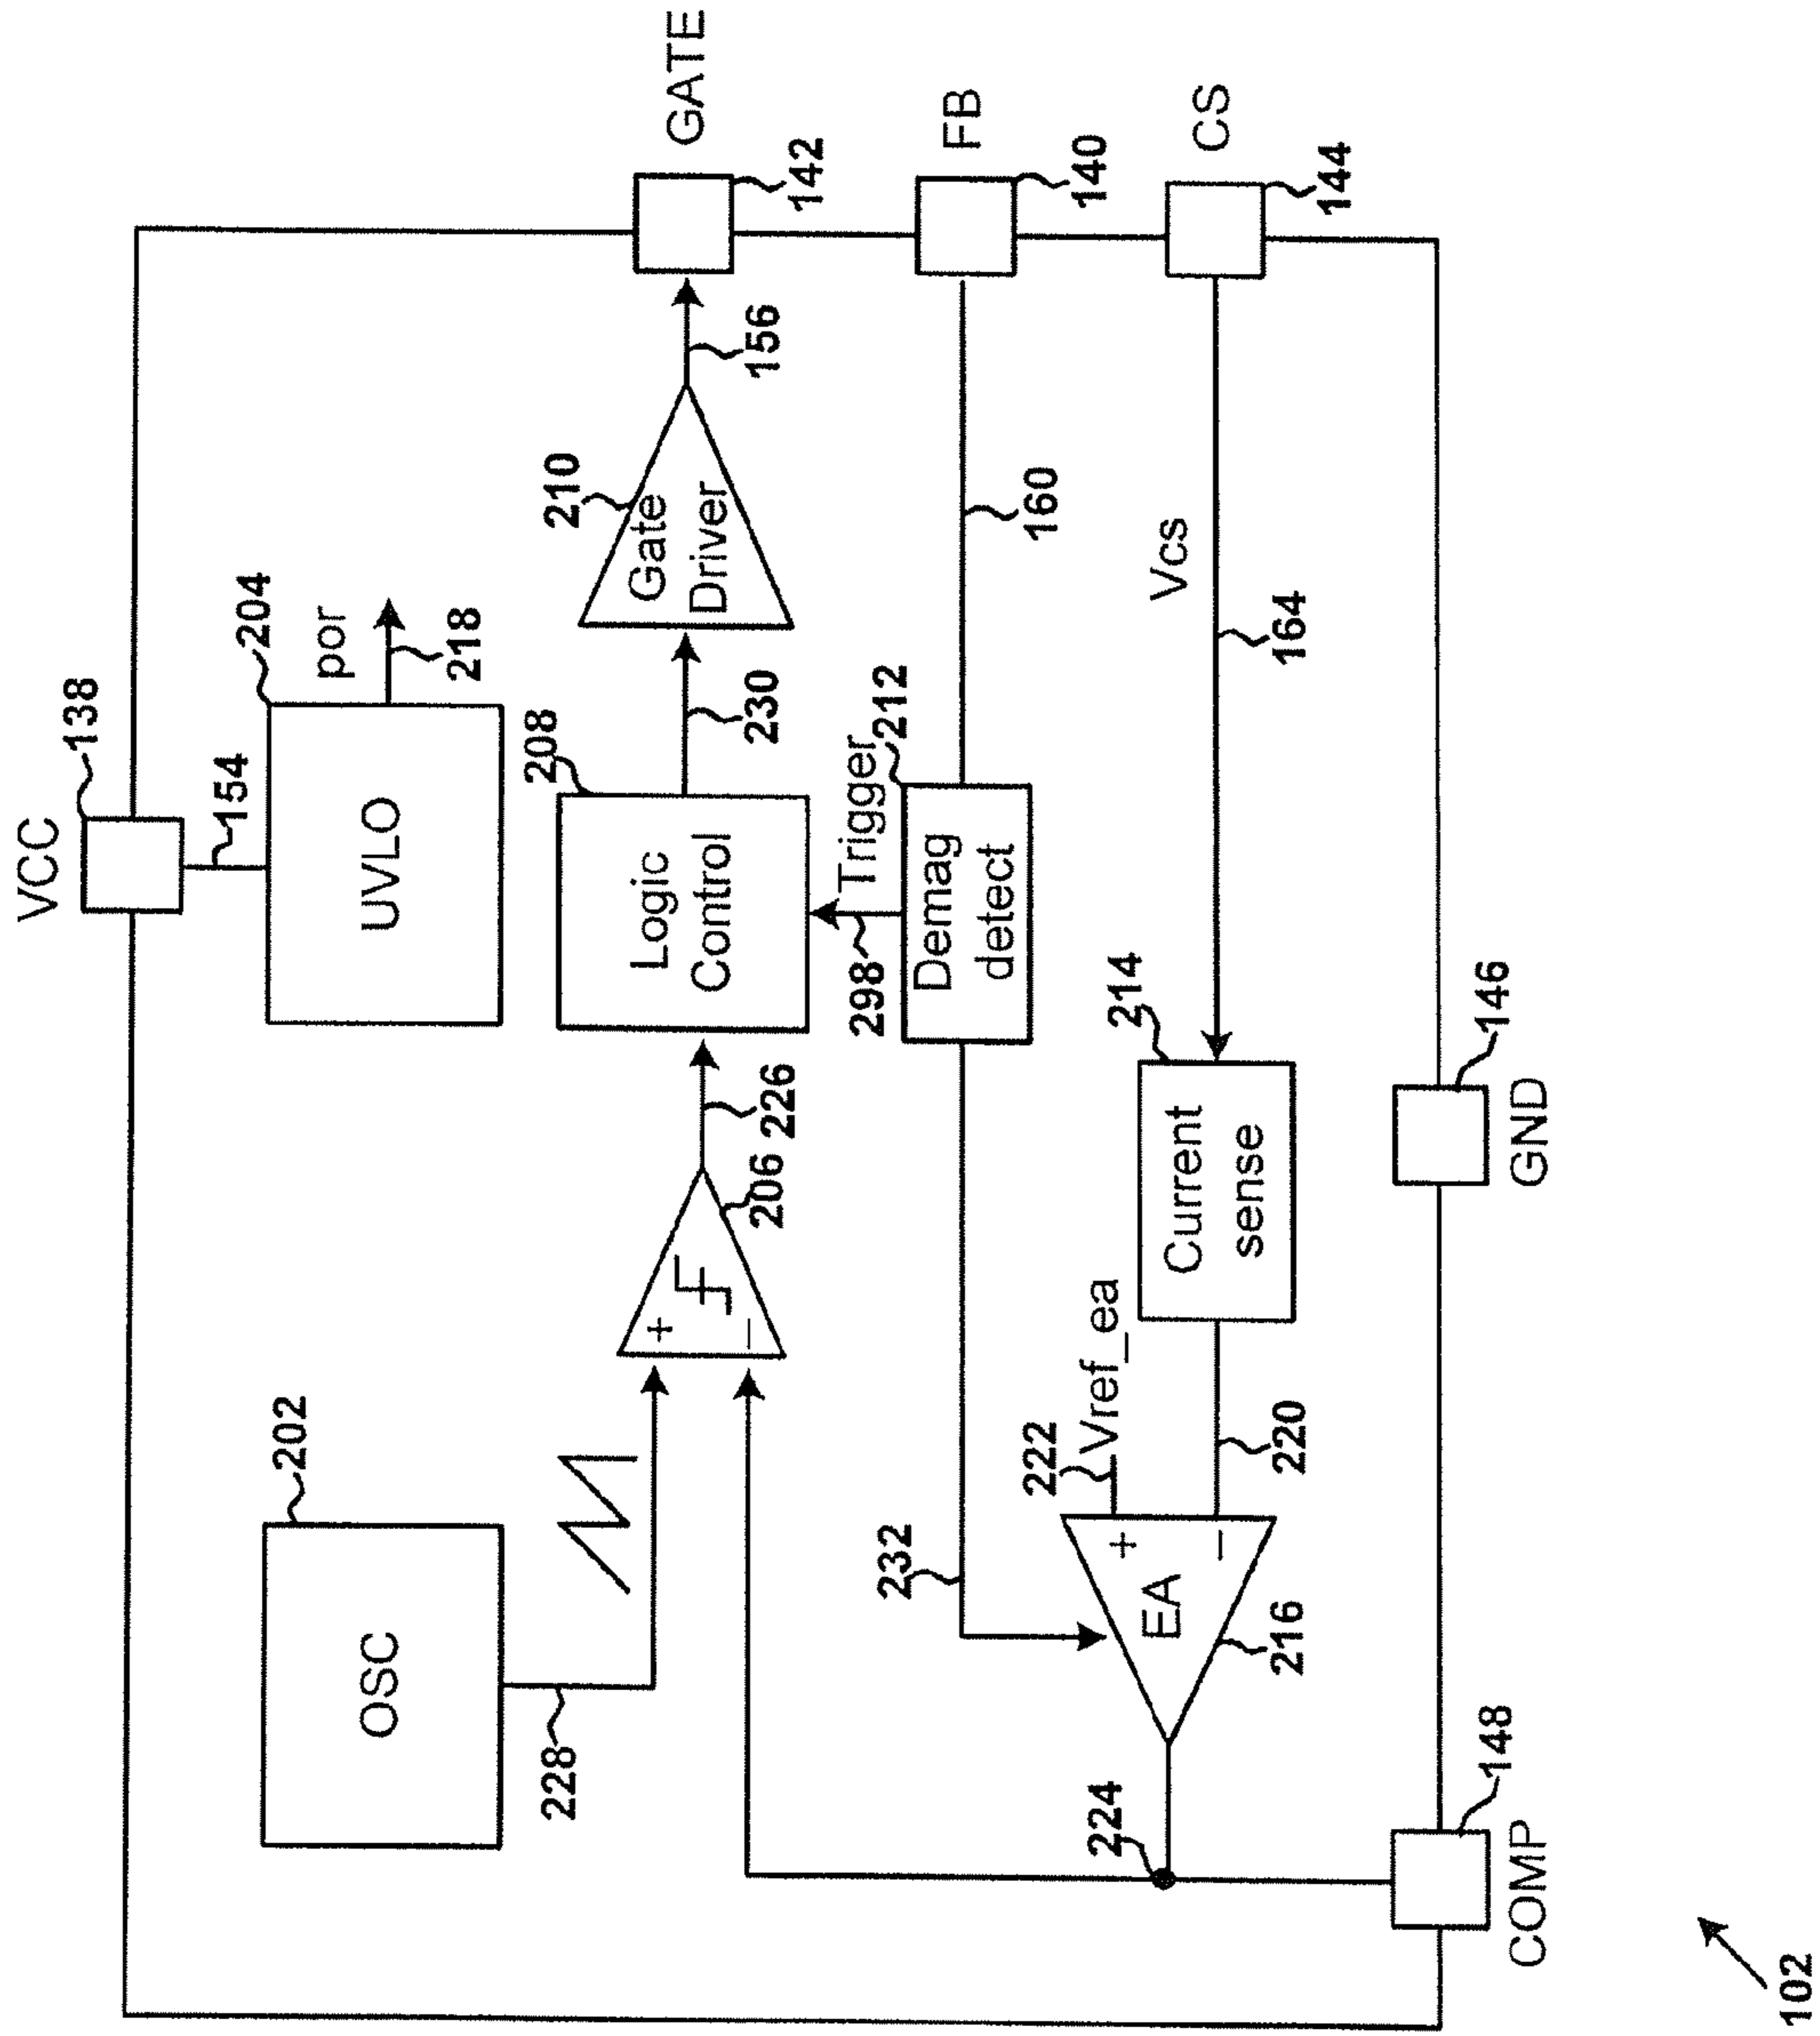 VCC
138
154
UVLO
204
por
218
OSC
202
228
+
−
206
226
Logic
Control
208
230
Gate
Driver
210
156
GATE
142
Trigger
298
212
Demag
detect
160
FB
140
232
Vcs
164
CS
144
Current
sense
214
220
Vref_ea
222
+
−
EA
216
224
COMP
148
GND
146
102